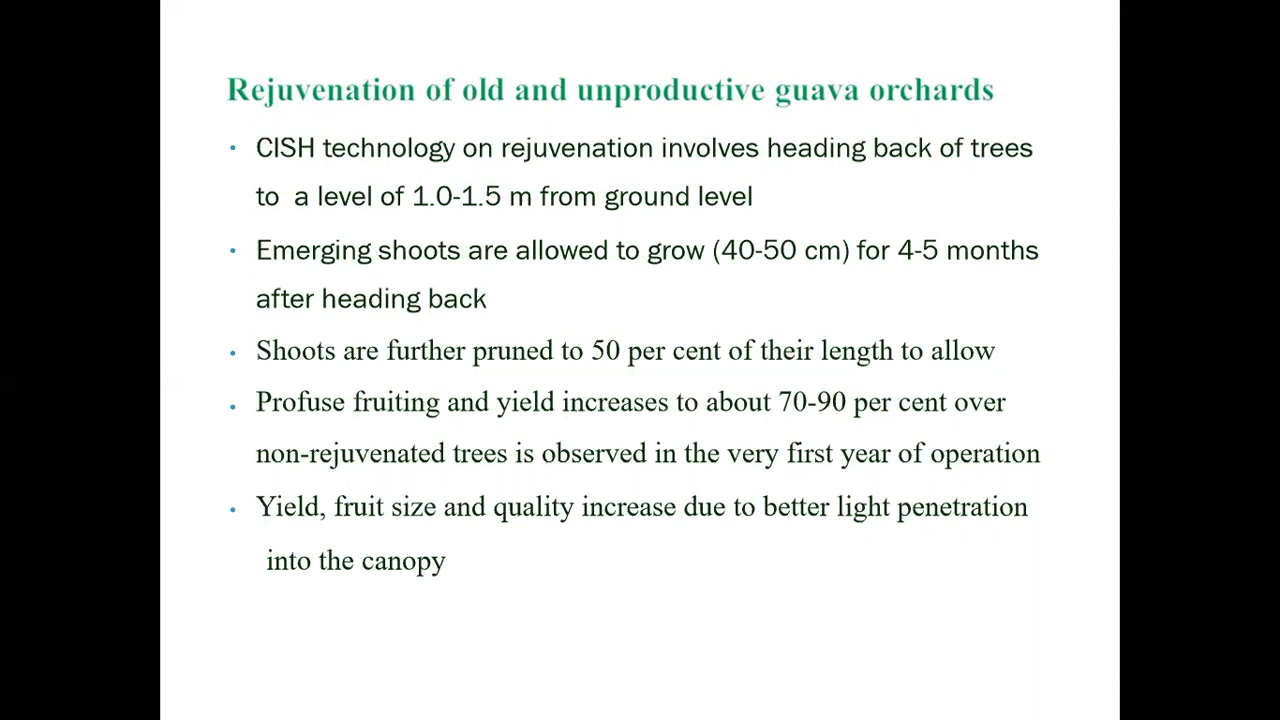 Rejuvenation of old and unproductive guava orchards
• CISH technology on rejuvenation involves heading back of trees
to a level of 1.0-1.5 m from ground level
• Emerging shoots are allowed to grow (40-50 cm) for 4-5 months
after heading back
• Shoots are further pruned to 50 per cent of their length to allow
• Profuse fruiting and yield increases to about 70-90 per cent over
non-rejuvenated trees is observed in the very first year of operation
• Yield, fruit size and quality increase due to better light penetration
into the canopy